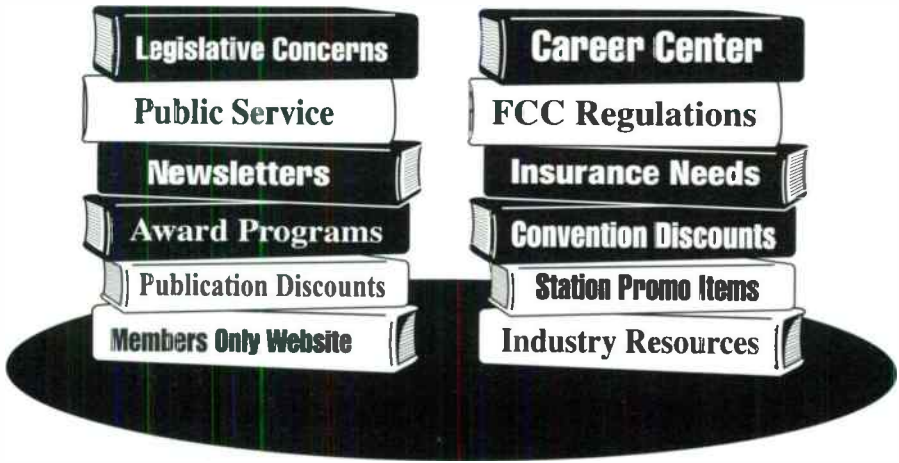 Legislative Concerns
Public Service
Newsletters
Award Programs
Publication Discounts
Members Only Website
Career Center
FCC Regulations
Insurance Needs
Convention Discounts
Station Promo Items
Industry Resources